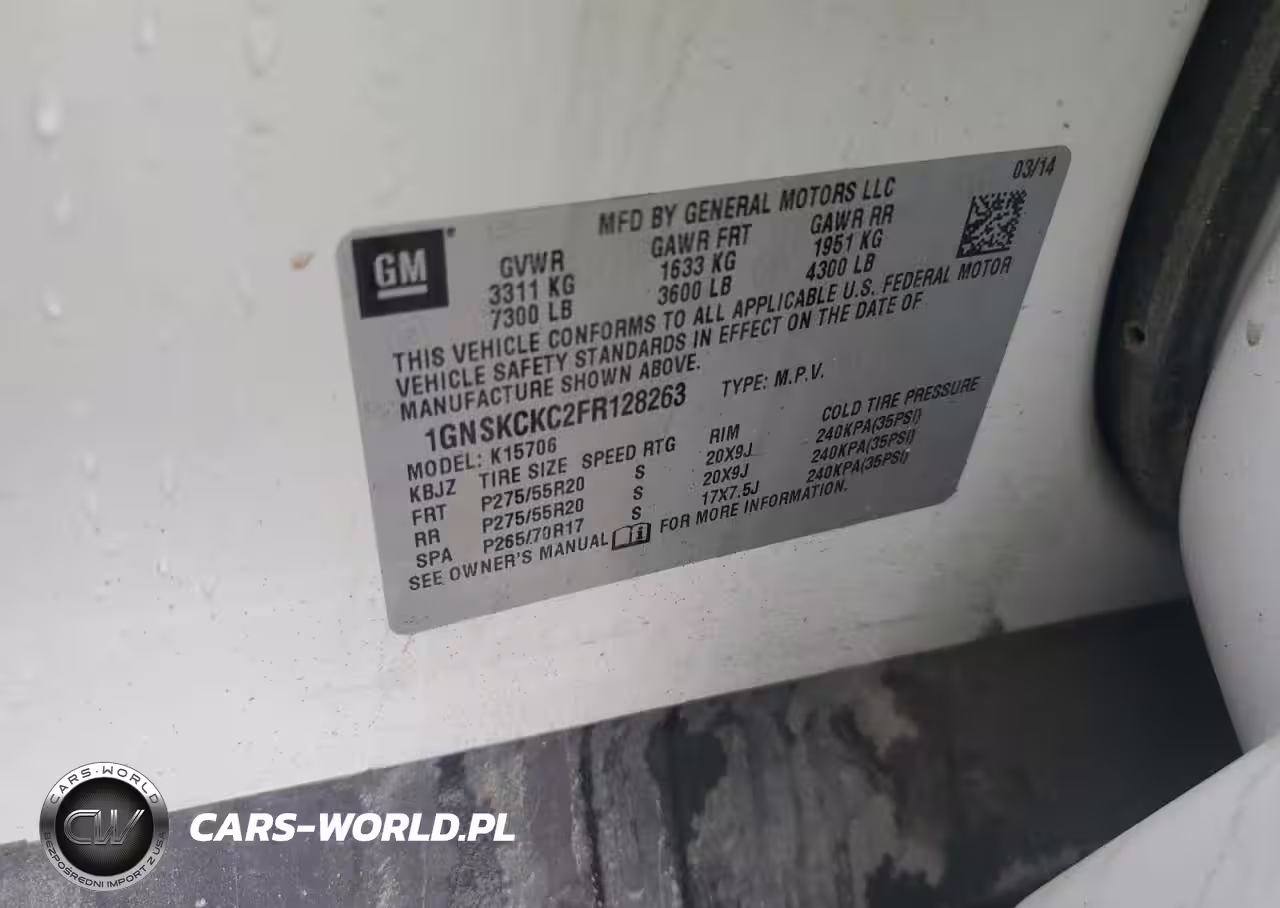 03/14
MFD BY GENERAL MOTORS LLC
GM®
GVWR GAWR FRT GAWR RR
3311 KG 1633 KG 1951 KG
7300 LB 3600 LB 4300 LB
THIS VEHICLE CONFORMS TO ALL APPLICABLE U.S. FEDERAL MOTOR
VEHICLE SAFETY STANDARDS IN EFFECT ON THE DATE OF
MANUFACTURE SHOWN ABOVE.
1GNSKCKC2FR128263 TYPE: M.P.V.
MODEL: K15706
KBJZ TIRE SIZE SPEED RTG RIM COLD TIRE PRESSURE
FRT P275/55R20 S 20X9J 240KPA(35PSI)
RR P275/55R20 S 20X9J 240KPA(35PSI)
SPA P265/70R17 S 17X7.5J 240KPA(35PSI)
SEE OWNER'S MANUAL i FOR MORE INFORMATION.
CARS-WORLD
CW
BEZPOŚREDNI IMPORT Z USA
CARS-WORLD.PL